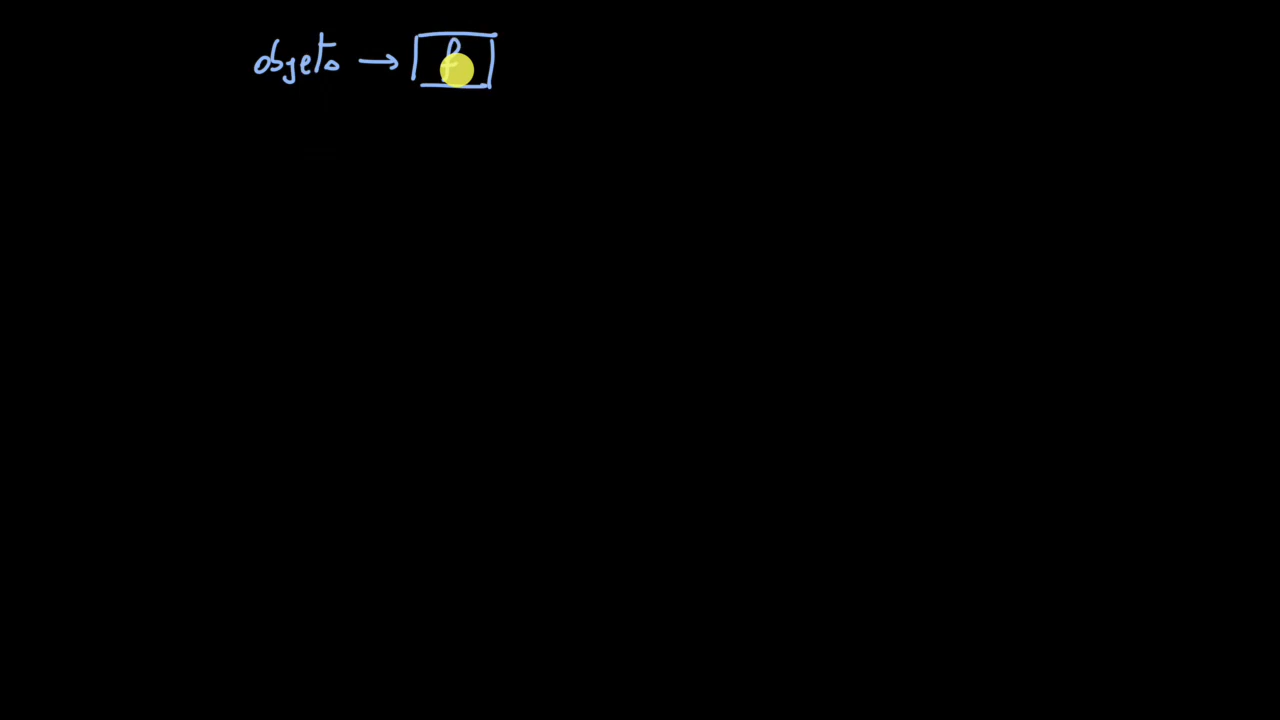 objeto → f